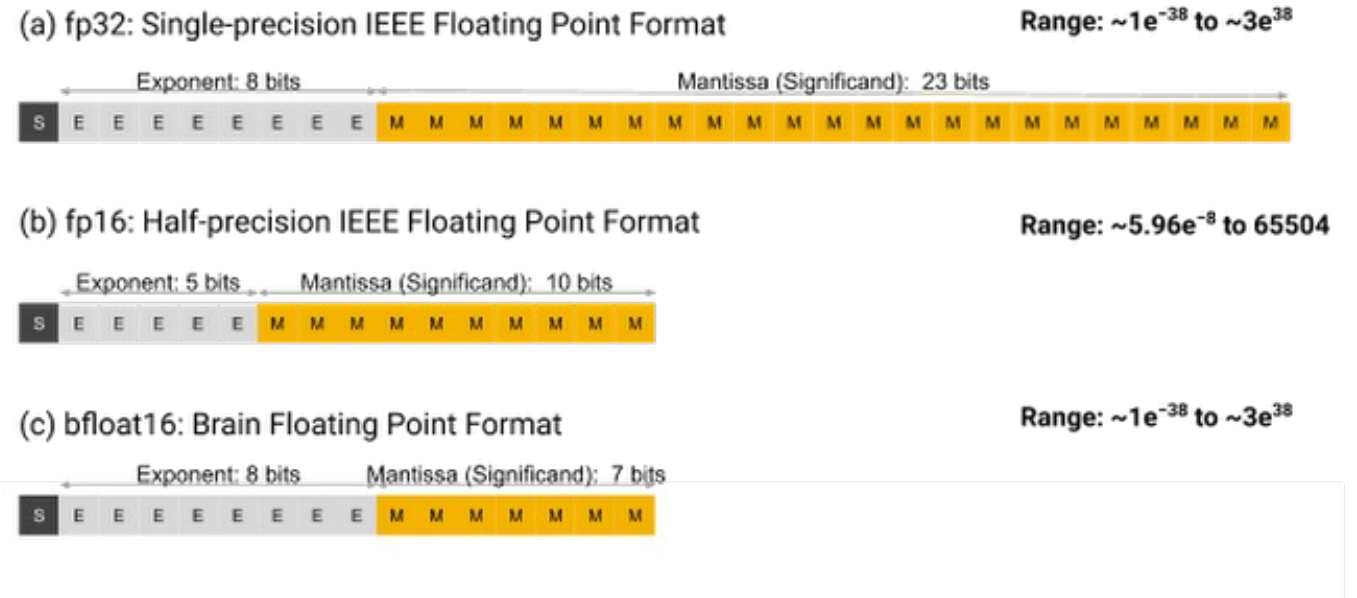 (a) fp32: Single-precision IEEE Floating Point Format Range: ~1e⁻³⁸ to ~3e³⁸
Exponent: 8 bits Mantissa (Significand): 23 bits
S E E E E E E E E M M M M M M M M M M M M M M M M M M M M M M M
(b) fp16: Half-precision IEEE Floating Point Format Range: ~5.96e⁻⁸ to 65504
Exponent: 5 bits Mantissa (Significand): 10 bits
S E E E E E M M M M M M M M M M
(c) bfloat16: Brain Floating Point Format Range: ~1e⁻³⁸ to ~3e³⁸
Exponent: 8 bits Mantissa (Significand): 7 bits
S E E E E E E E E M M M M M M M